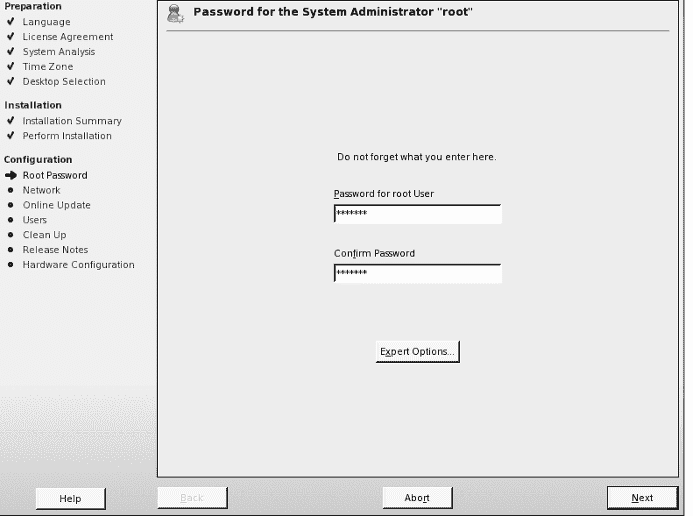 Preparation
Language
License Agreement
System Analysis
Time Zone
Desktop Selection
Installation
Installation Summary
Perform Installation
Configuration
Root Password
Network
Online Update
Users
Clean Up
Release Notes
Hardware Configuration
Password for the System Administrator "root"
Do not forget what you enter here.
Password for root User
*******
Confirm Password
*******
Expert Options...
Help
Back
Abort
Next